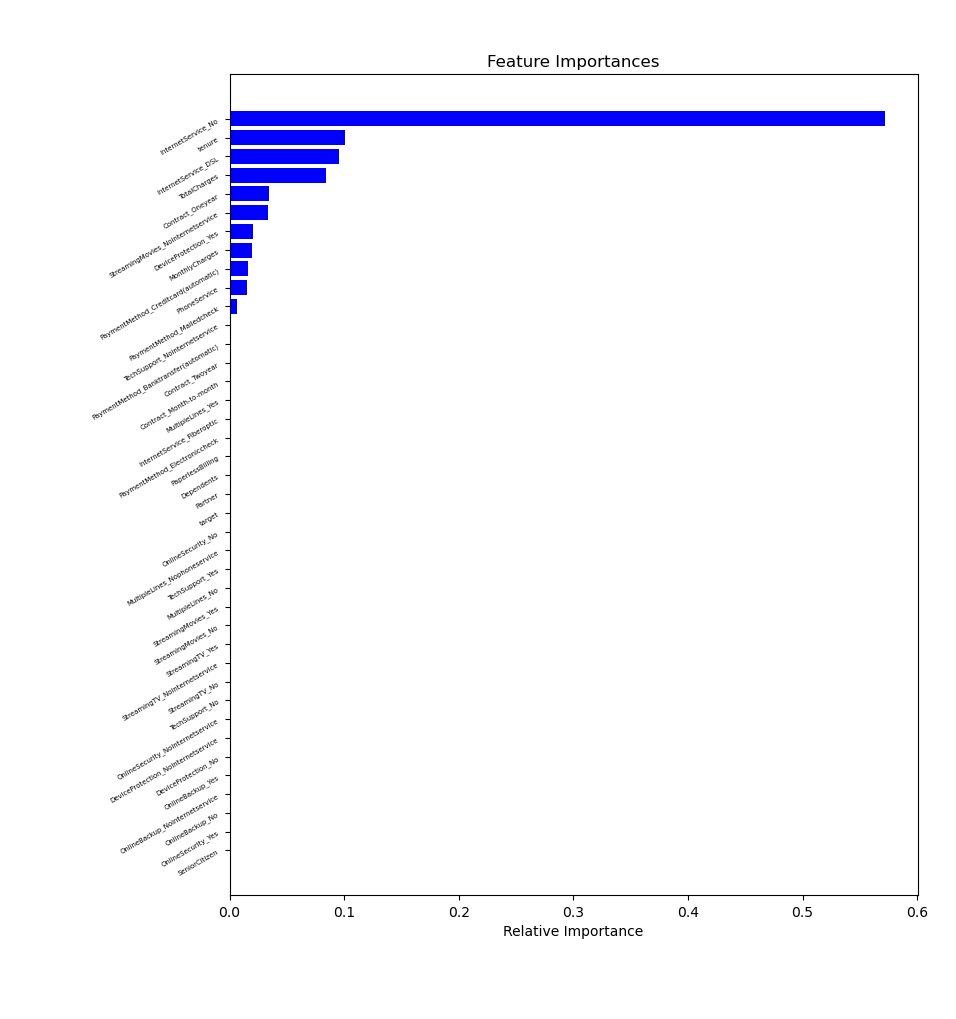 Feature Importances
InternetService_No
tenure
InternetService_DSL
TotalCharges
Contract_Oneyear
StreamingMovies_Nointernetservice
DeviceProtection_Yes
MonthlyCharges
PaymentMethod_Creditcard(automatic)
PhoneService
PaymentMethod_Mailedcheck
TechSupport_Nointernetservice
PaymentMethod_Banktransfer(automatic)
Contract_Twoyear
Contract_Month-to-month
MultipleLines_Yes
InternetService_Fiberoptic
PaymentMethod_Electroniccheck
PaperlessBilling
Dependents
Partner
target
OnlineSecurity_No
MultipleLines_Nophoneservice
TechSupport_Yes
MultipleLines_No
StreamingMovies_Yes
StreamingMovies_No
StreamingTV_Yes
StreamingTV_Nointernetservice
StreamingTV_No
TechSupport_No
OnlineSecurity_Nointernetservice
DeviceProtection_Nointernetservice
DeviceProtection_No
OnlineBackup_Yes
OnlineBackup_Nointernetservice
OnlineBackup_No
OnlineSecurity_Yes
SeniorCitizen
0.0 0.1 0.2 0.3 0.4 0.5 0.6
Relative Importance